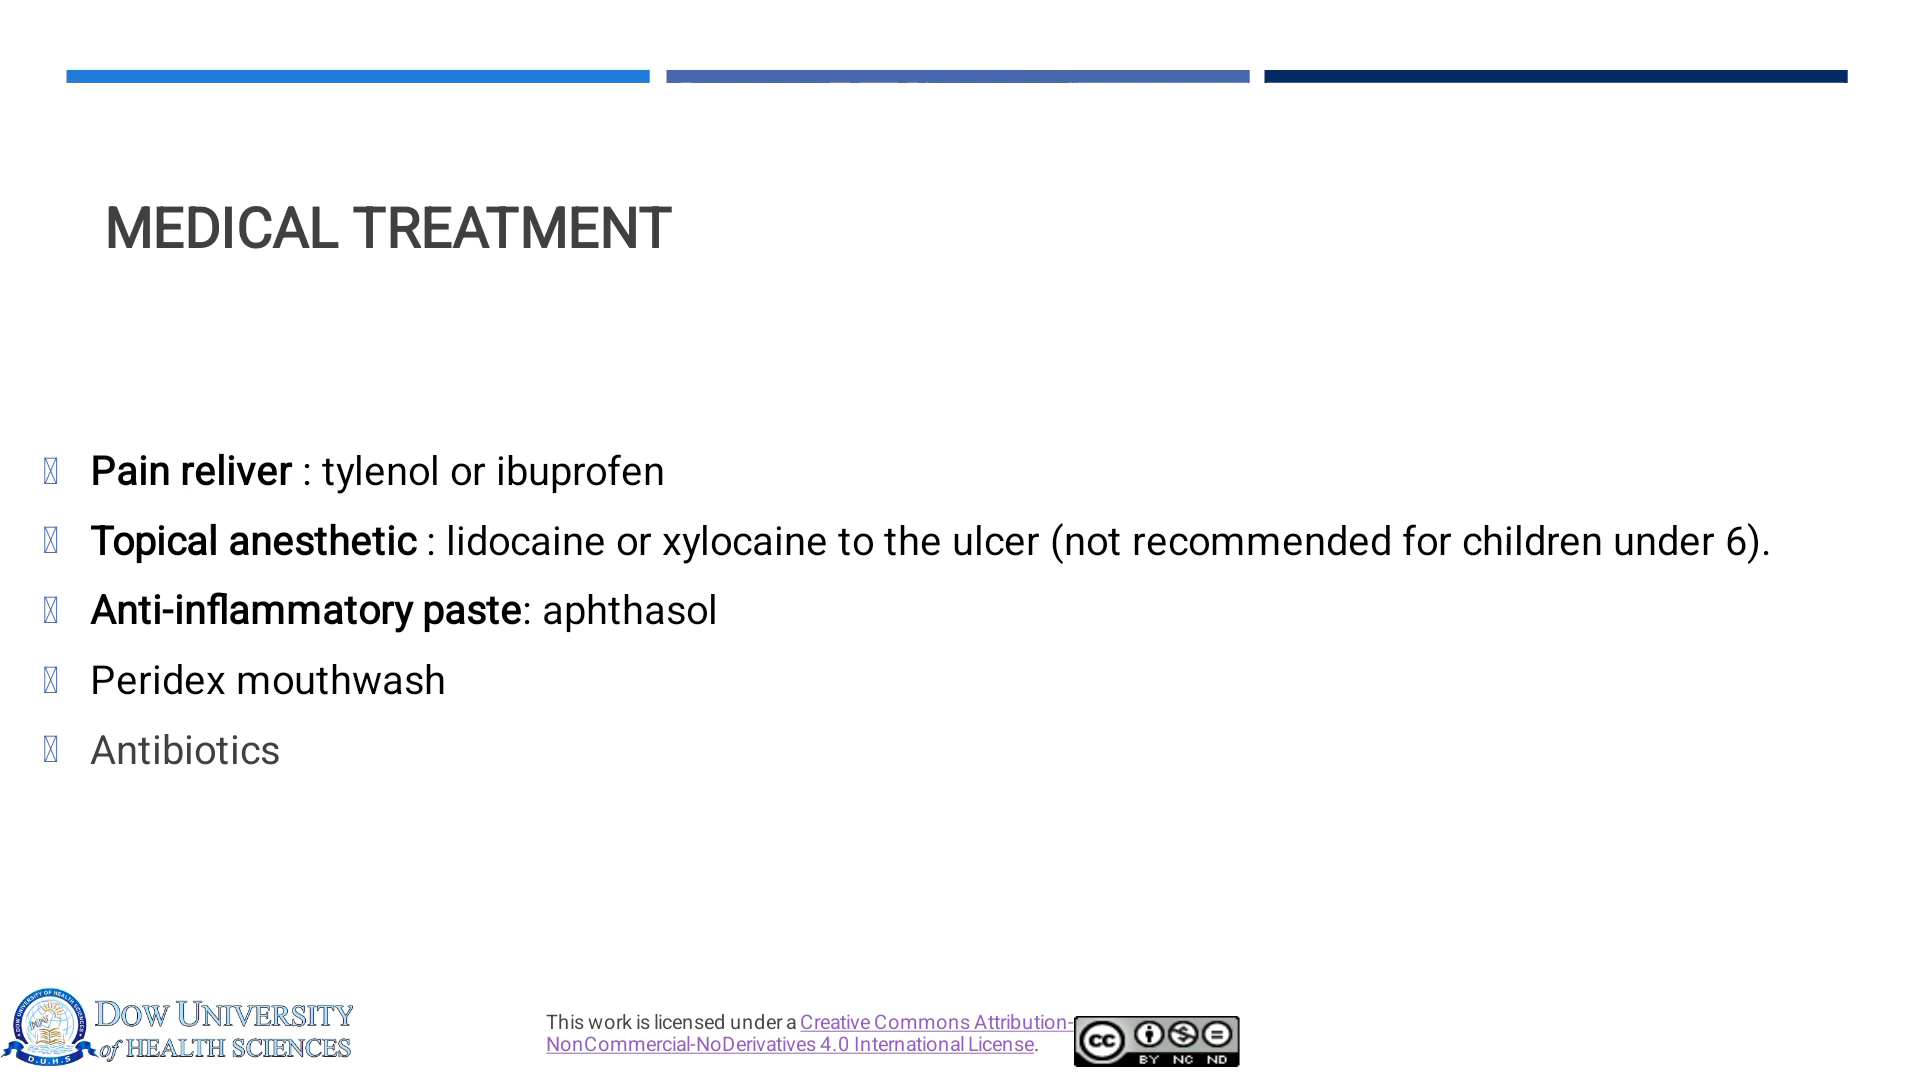 MEDICAL TREATMENT
Pain reliver : tylenol or ibuprofen
Topical anesthetic : lidocaine or xylocaine to the ulcer (not recommended for children under 6).
Anti-inflammatory paste: aphthasol
Peridex mouthwash
Antibiotics
DOW UNIVERSITY
of HEALTH SCIENCES
D.U.H.S
This work is licensed under a Creative Commons Attribution-
NonCommercial-NoDerivatives 4.0 International License.
cc
BY NC ND